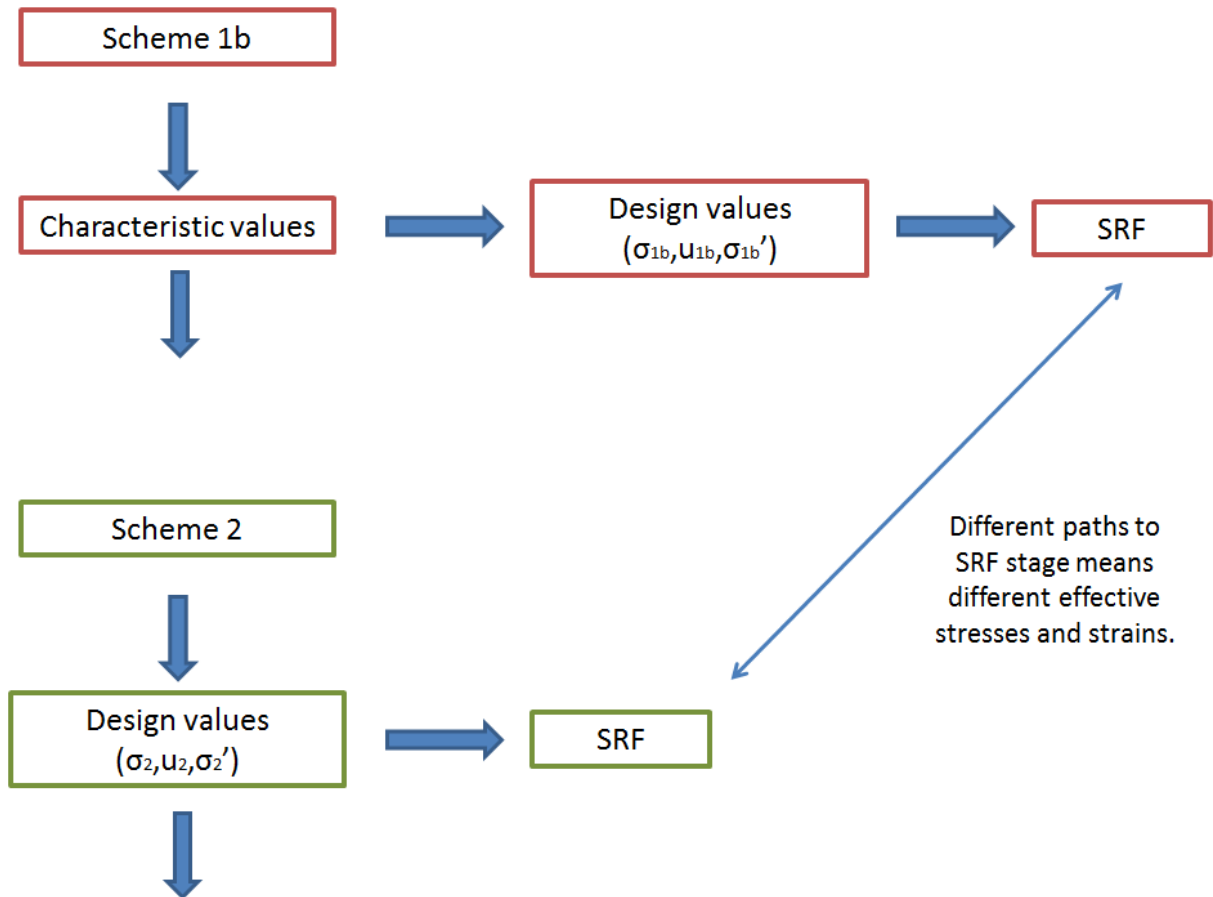 Scheme 1b
Characteristic values
Design values
(σ1b,u1b,σ1b’)
SRF
Scheme 2
Different paths to
SRF stage means
different effective
stresses and strains.
Design values
(σ2,u2,σ2’)
SRF